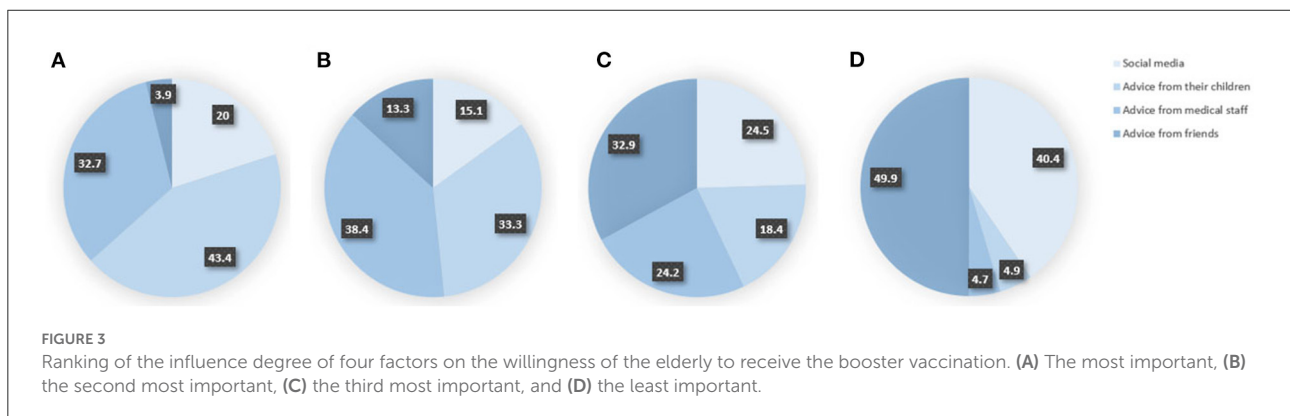 A
B
C
D
3.9
20
32.7
43.4
13.3
15.1
38.4
33.3
32.9
24.5
24.2
18.4
49.9
40.4
4.7
4.9
Social media
Advice from their children
Advice from medical staff
Advice from friends
FIGURE 3
Ranking of the influence degree of four factors on the willingness of the elderly to receive the booster vaccination. (A) The most important, (B)
the second most important, (C) the third most important, and (D) the least important.